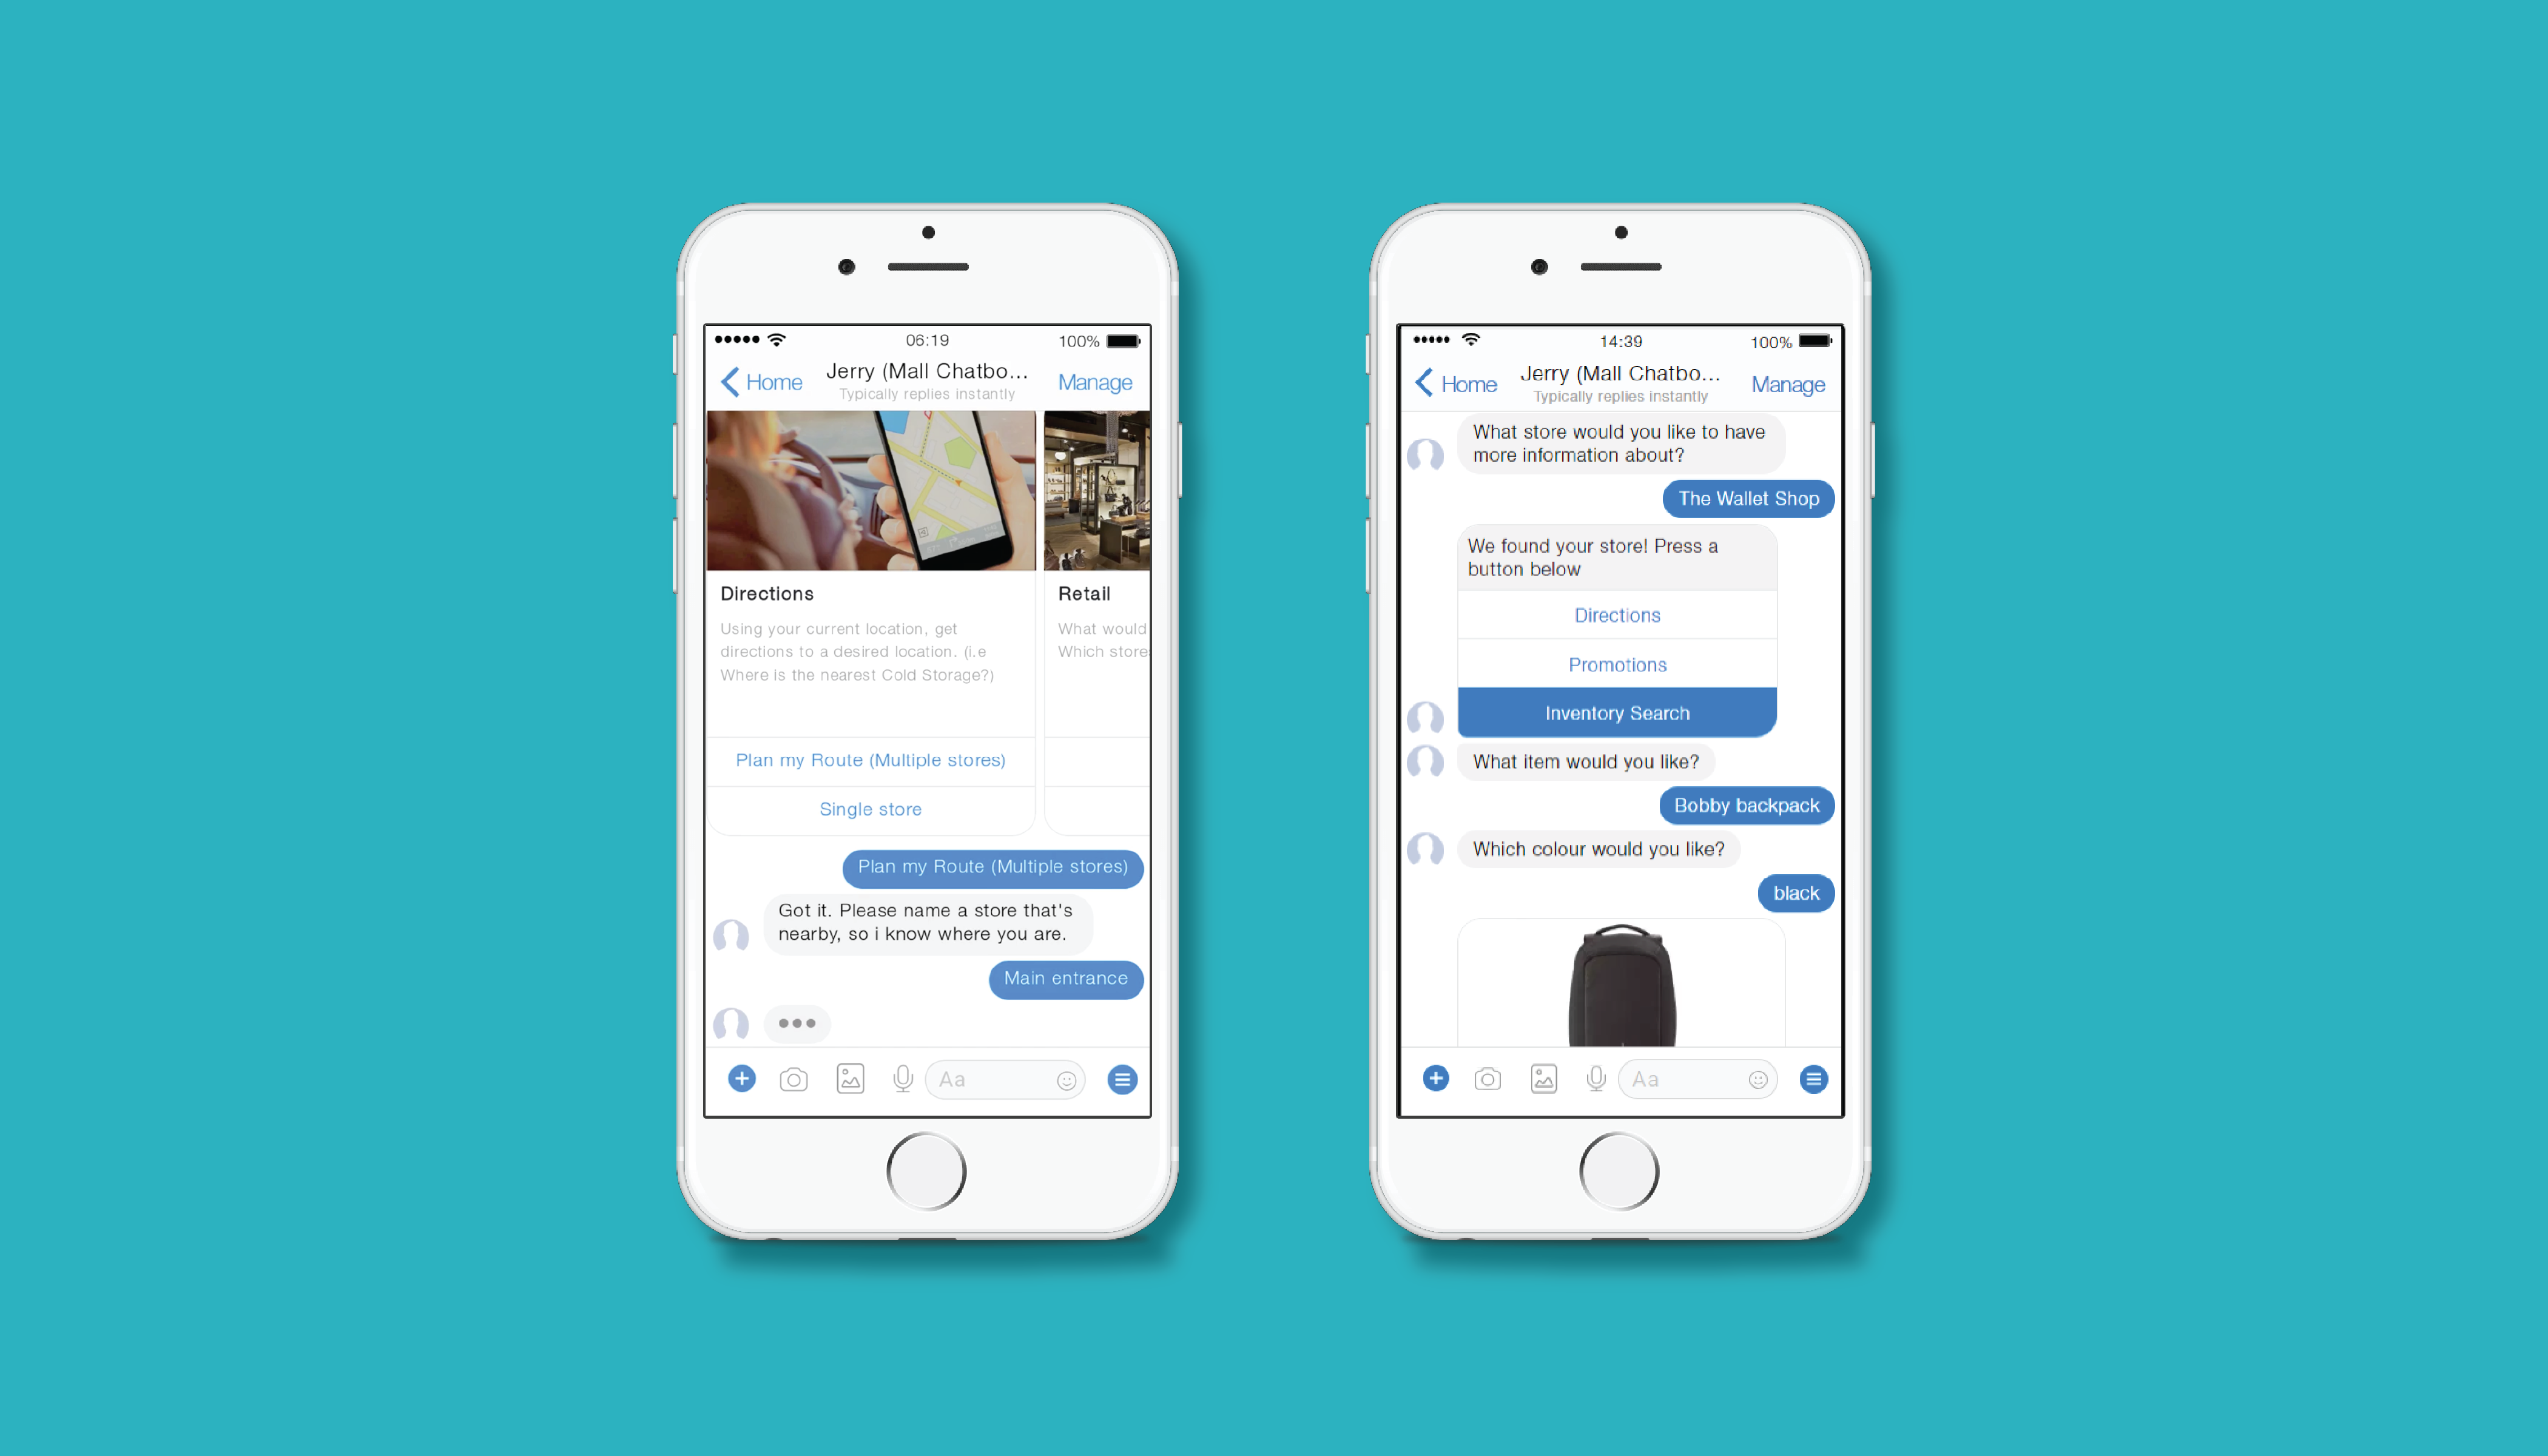 06:19
100%
Home
Jerry (Mall Chatbo...
Typically replies instantly
Manage
Directions
Using your current location, get
directions to a desired location. (i.e
Where is the nearest Cold Storage?)
Plan my Route (Multiple stores)
Single store
Retail
What would
Which store
Plan my Route (Multiple stores)
Got it. Please name a store that's
nearby, so i know where you are.
Main entrance
Aa
14:39
100%
Home
Jerry (Mall Chatbo...
Typically replies instantly
Manage
What store would you like to have
more information about?
The Wallet Shop
We found your store! Press a
button below
Directions
Promotions
Inventory Search
What item would you like?
Bobby backpack
Which colour would you like?
black
Aa